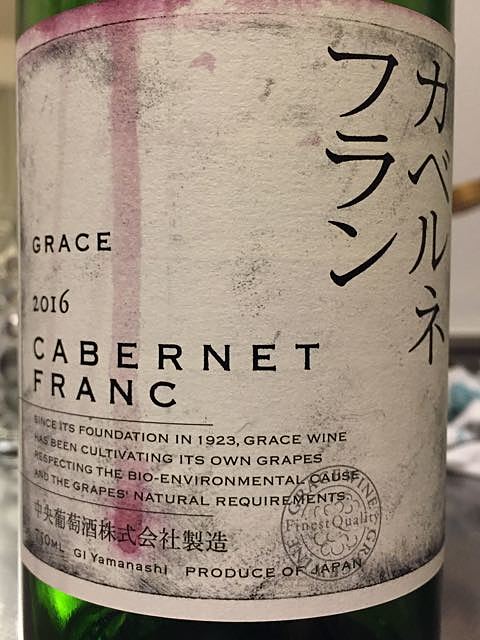 カベルネ
フラン
GRACE
2016
CABERNET
FRANC
SINCE ITS FOUNDATION IN 1923, GRACE WINE
HAS BEEN CULTIVATING ITS OWN GRAPES
RESPECTING THE BIO-ENVIRONMENTAL CAUSE
AND THE GRAPES' NATURAL REQUIREMENTS.
中央葡萄酒株式会社製造
750ML GI Yamanashi PRODUCE OF JAPAN
Finest Quality